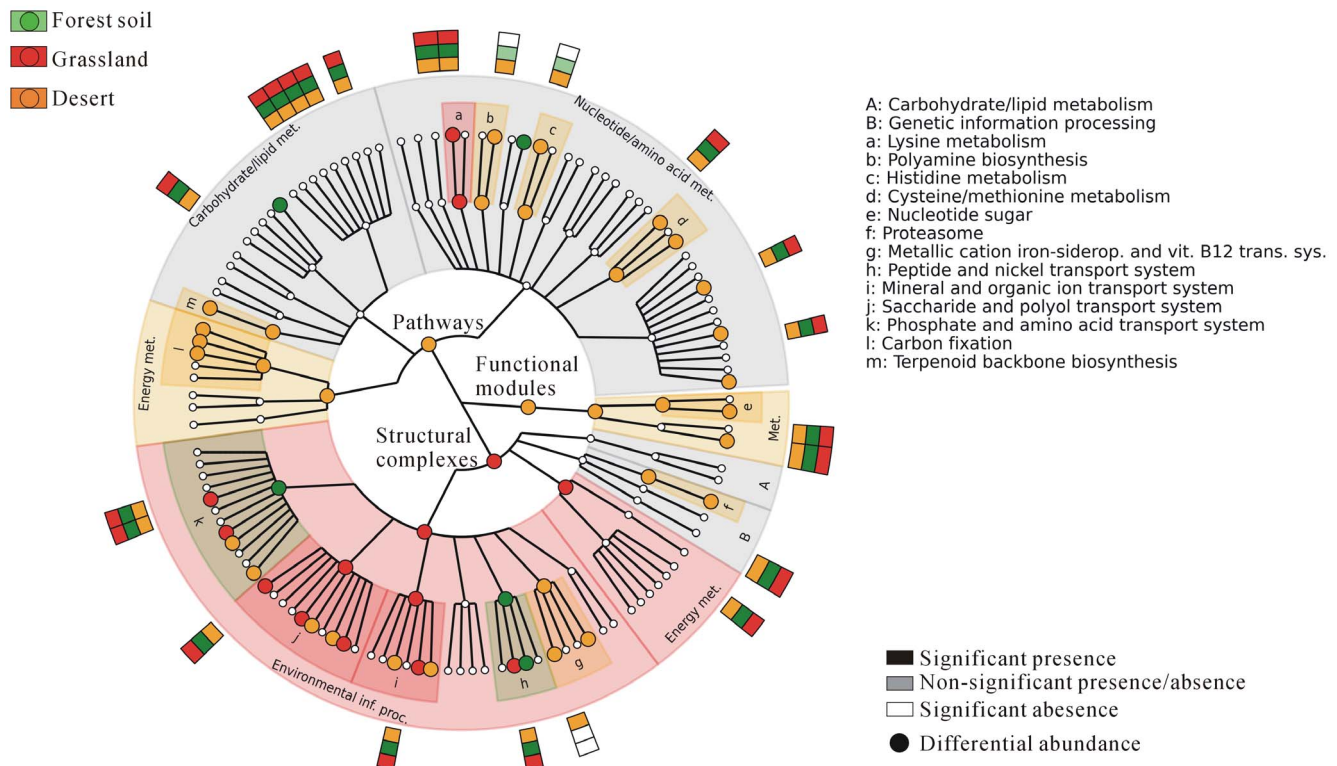 Forest soil
Grassland
Desert
Carbohydrate/lipid met.
Nucleotide/amino acid met.
a
b
c
d
m
l
Energy met.
Pathways
Functional
modules
Structural
complexes
e
Met.
A
f
B
k
j
i
h
g
Energy met.
Environmental inf. proc.
A: Carbohydrate/lipid metabolism
B: Genetic information processing
a: Lysine metabolism
b: Polyamine biosynthesis
c: Histidine metabolism
d: Cysteine/methionine metabolism
e: Nucleotide sugar
f: Proteasome
g: Metallic cation iron-siderop. and vit. B12 trans. sys.
h: Peptide and nickel transport system
i: Mineral and organic ion transport system
j: Saccharide and polyol transport system
k: Phosphate and amino acid transport system
l: Carbon fixation
m: Terpenoid backbone biosynthesis
Significant presence
Non-significant presence/absence
Significant abesence
Differential abundance